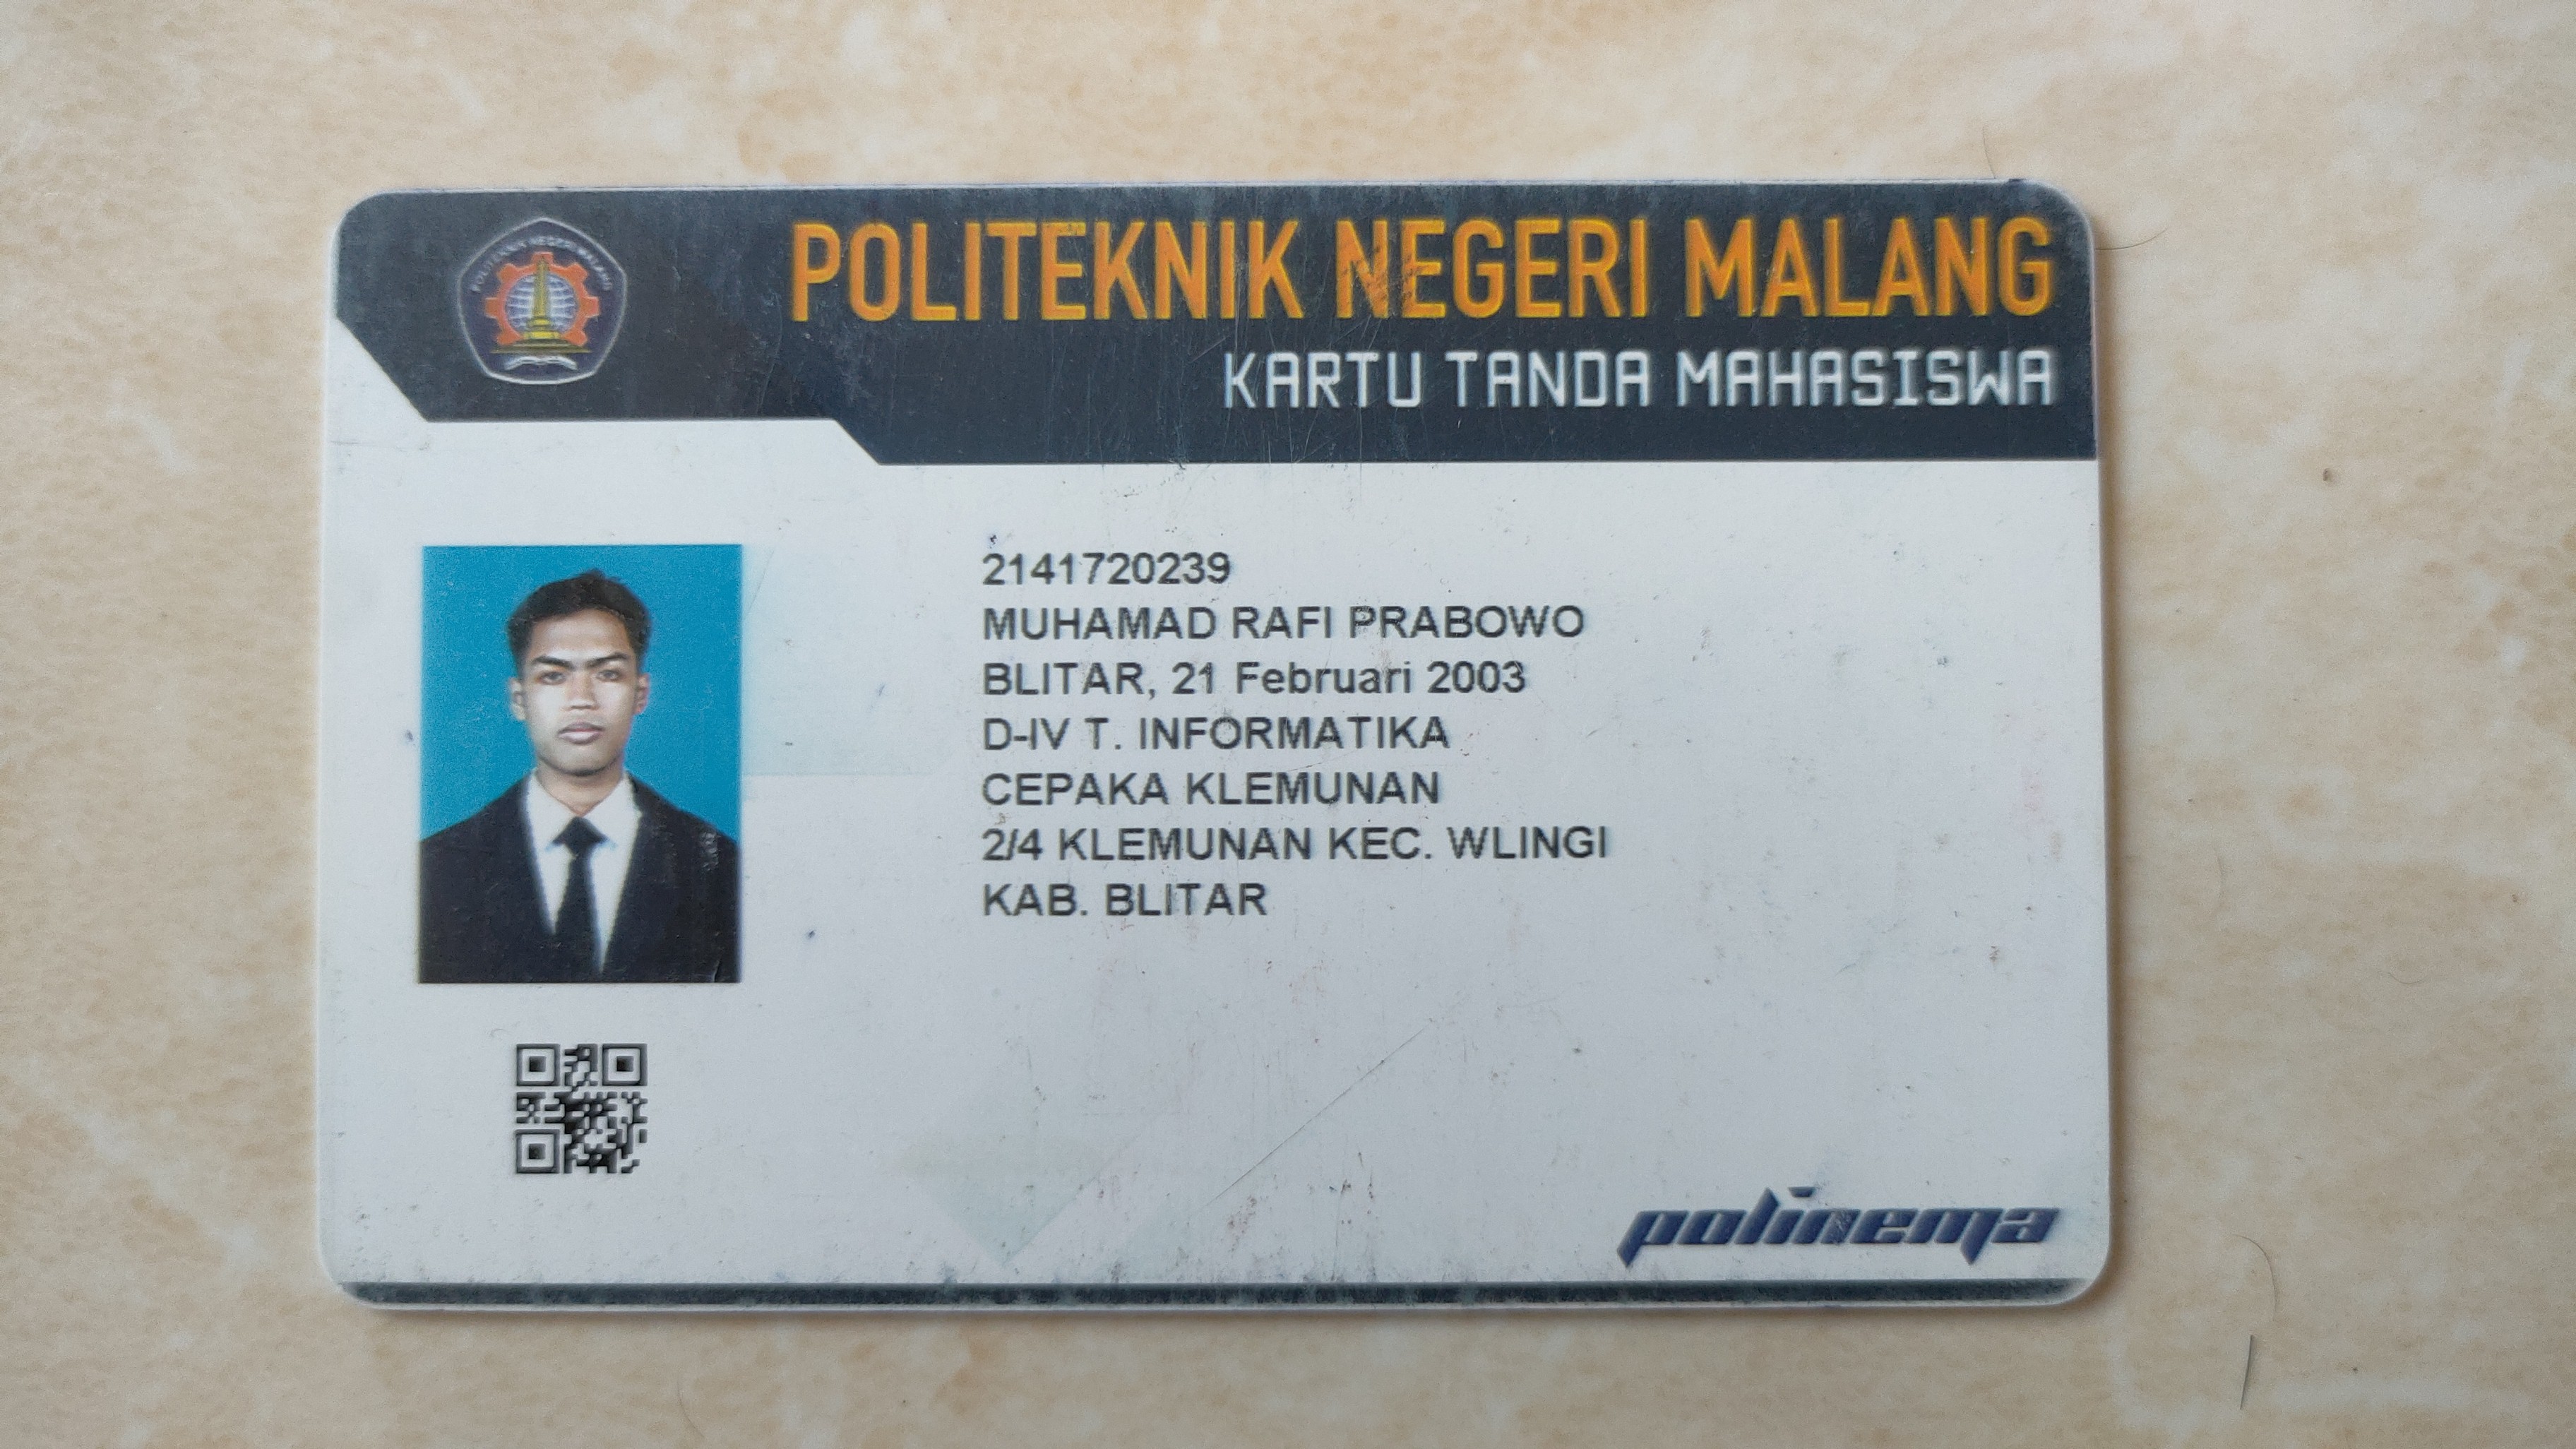 POLITEKNIK NEGERI MALANG
POLITEKNIK NEGERI MALANG
KARTU TANDA MAHASISWA
2141720239
MUHAMAD RAFI PRABOWO
BLITAR, 21 Februari 2003
D-IV T. INFORMATIKA
CEPAKA KLEMUNAN
2/4 KLEMUNAN KEC. WLINGI
KAB. BLITAR
polinema